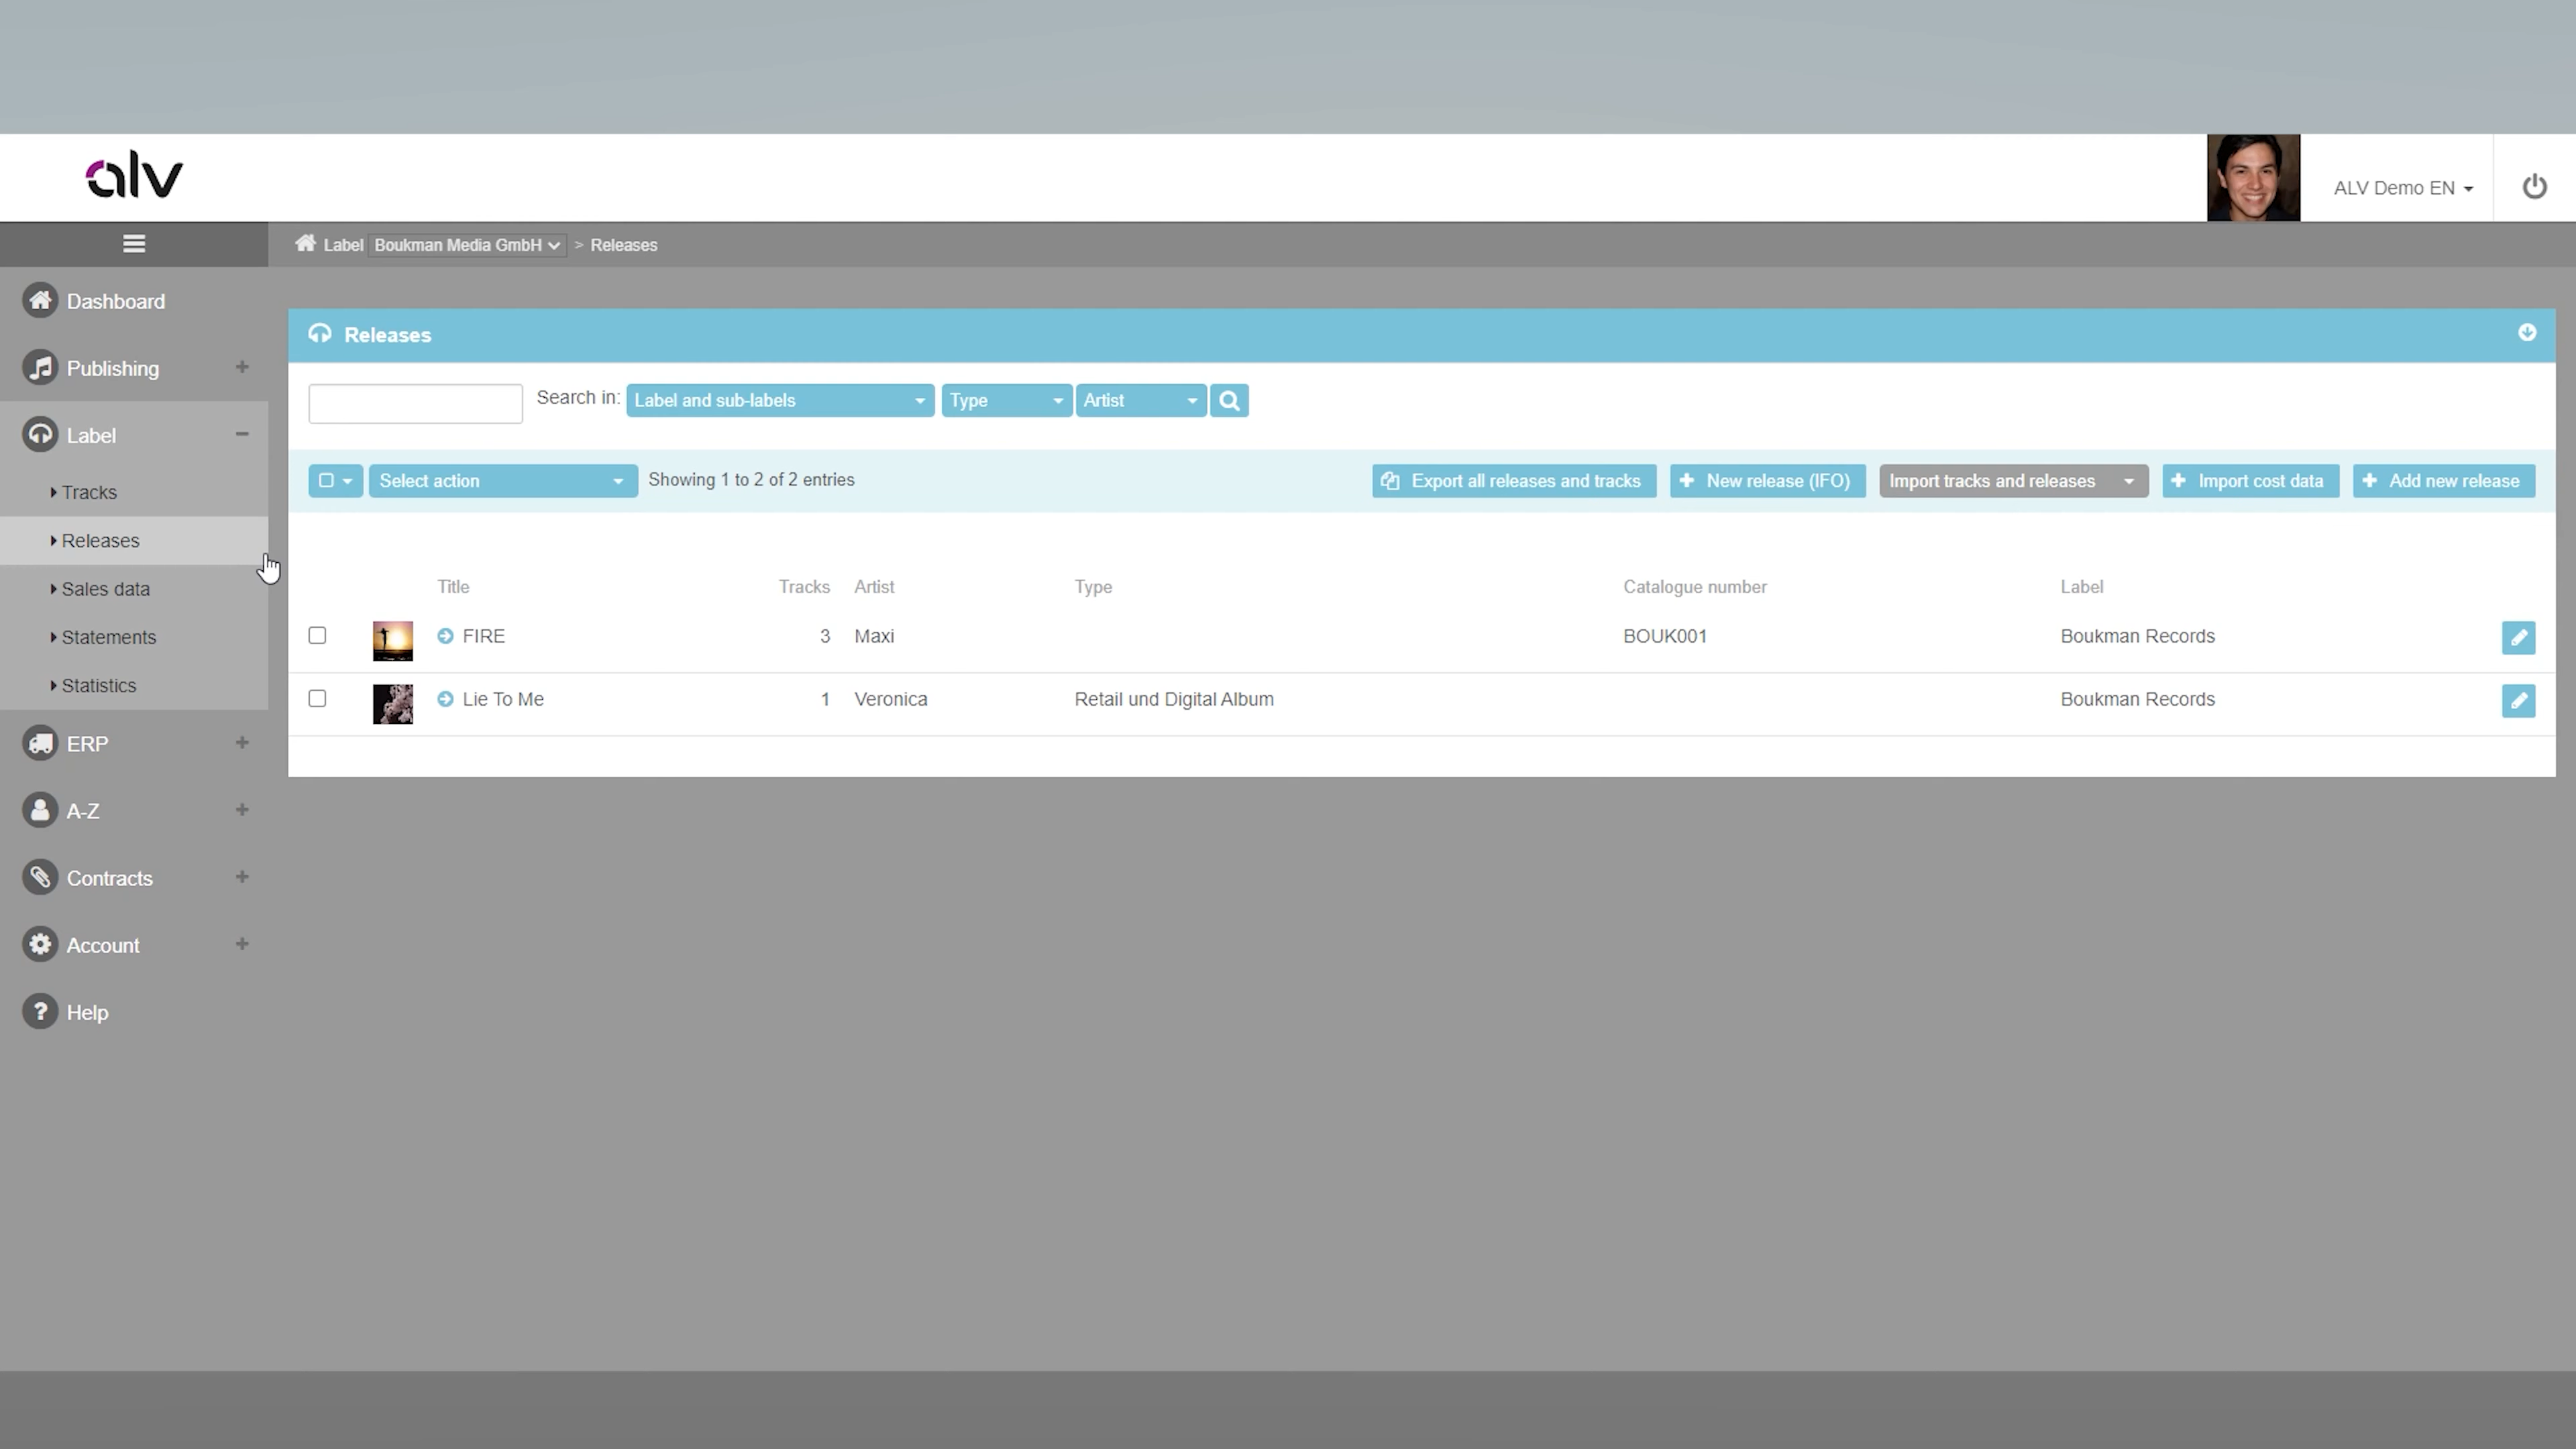 alv
ALV Demo EN
Label Boukman Media GmbH > Releases
Dashboard
Publishing
Label
Tracks
Releases
Sales data
Statements
Statistics
ERP
A-Z
Contracts
Account
? Help
Releases
Search in: Label and sub-labels Type Artist
Select action Showing 1 to 2 of 2 entries Export all releases and tracks New release (IFO) Import tracks and releases Import cost data Add new release
Title Tracks Artist Type Catalogue number Label
FIRE 3 Maxi BOUK001 Boukman Records
Lie To Me 1 Veronica Retail und Digital Album Boukman Records